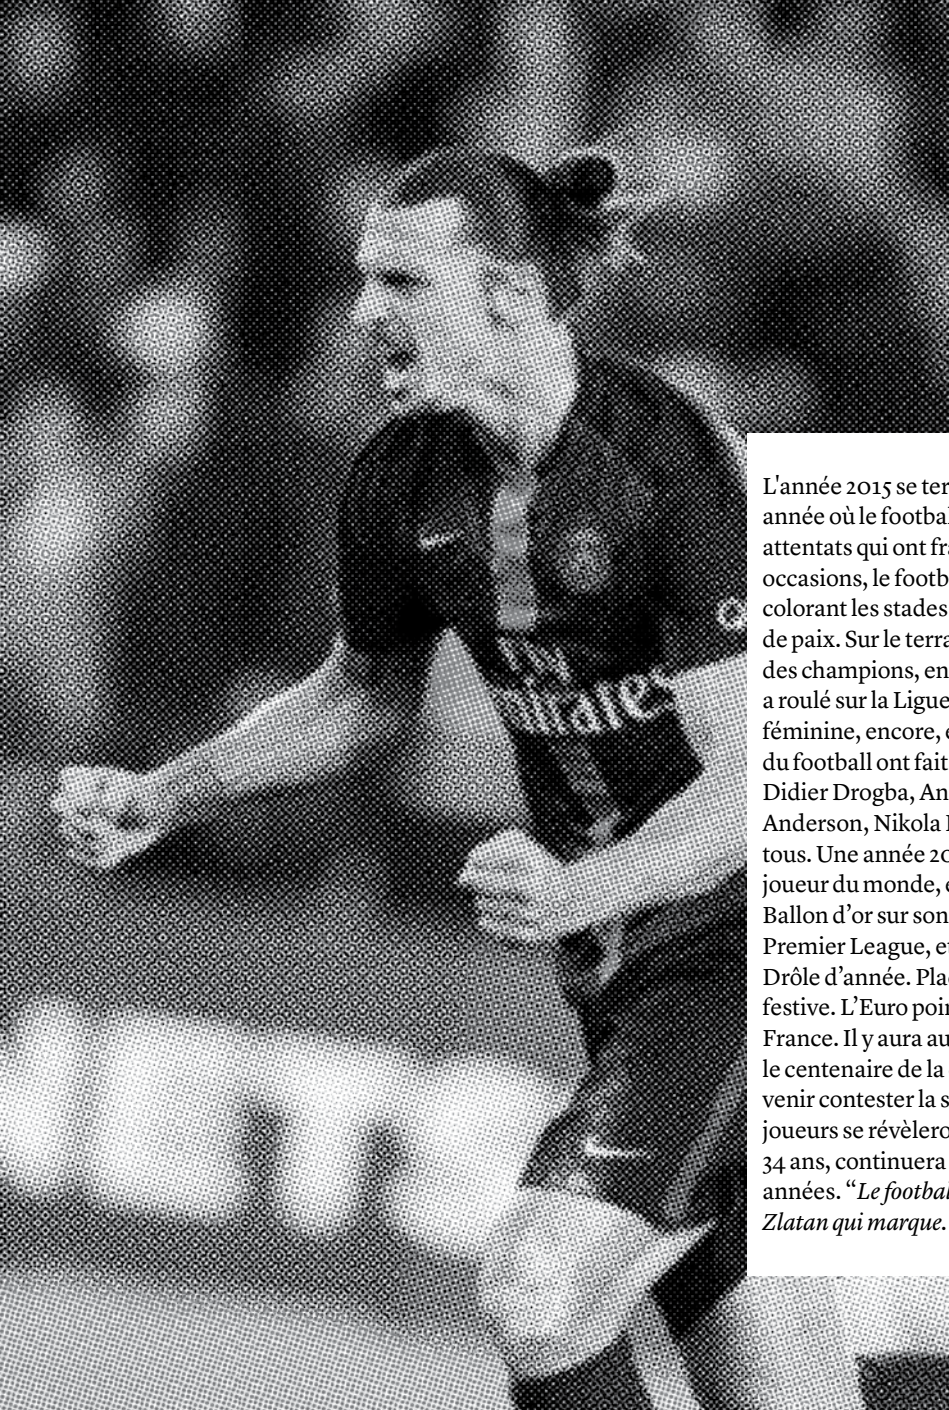 Fly
Emirates
L'année 2015 se ter
année où le footbal
attentats qui ont fra
occasions, le footb
colorant les stades
de paix. Sur le terra
des champions, en
a roulé sur la Ligue
féminine, encore, e
du football ont fait
Didier Drogba, An
Anderson, Nikola
tous. Une année 20
joueur du monde, e
Ballon d’or sur son
Premier League, et
Drôle d’année. Pla
festive. L’Euro poin
France. Il y aura au
le centenaire de la
venir contester la s
joueurs se révèlero
34 ans, continuera
années. “Le footbal
Zlatan qui marque.